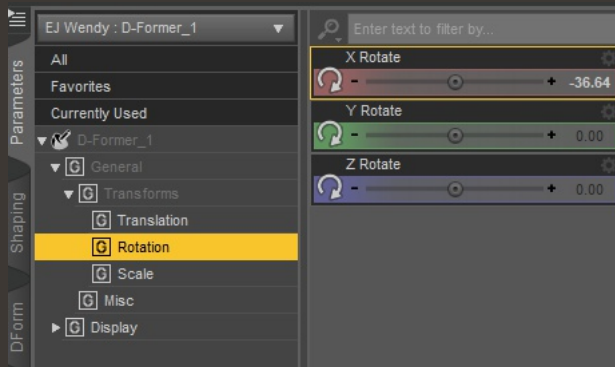 Parameters
Shaping
DForm
EJ Wendy : D-Former_1
All
Favorites
Currently Used
D-Former_1
G General
G Transforms
G Translation
G Rotation
G Scale
G Misc
G Display
Enter text to filter by...
X Rotate
- + -36.64
Y Rotate
- + 0.00
Z Rotate
- + 0.00